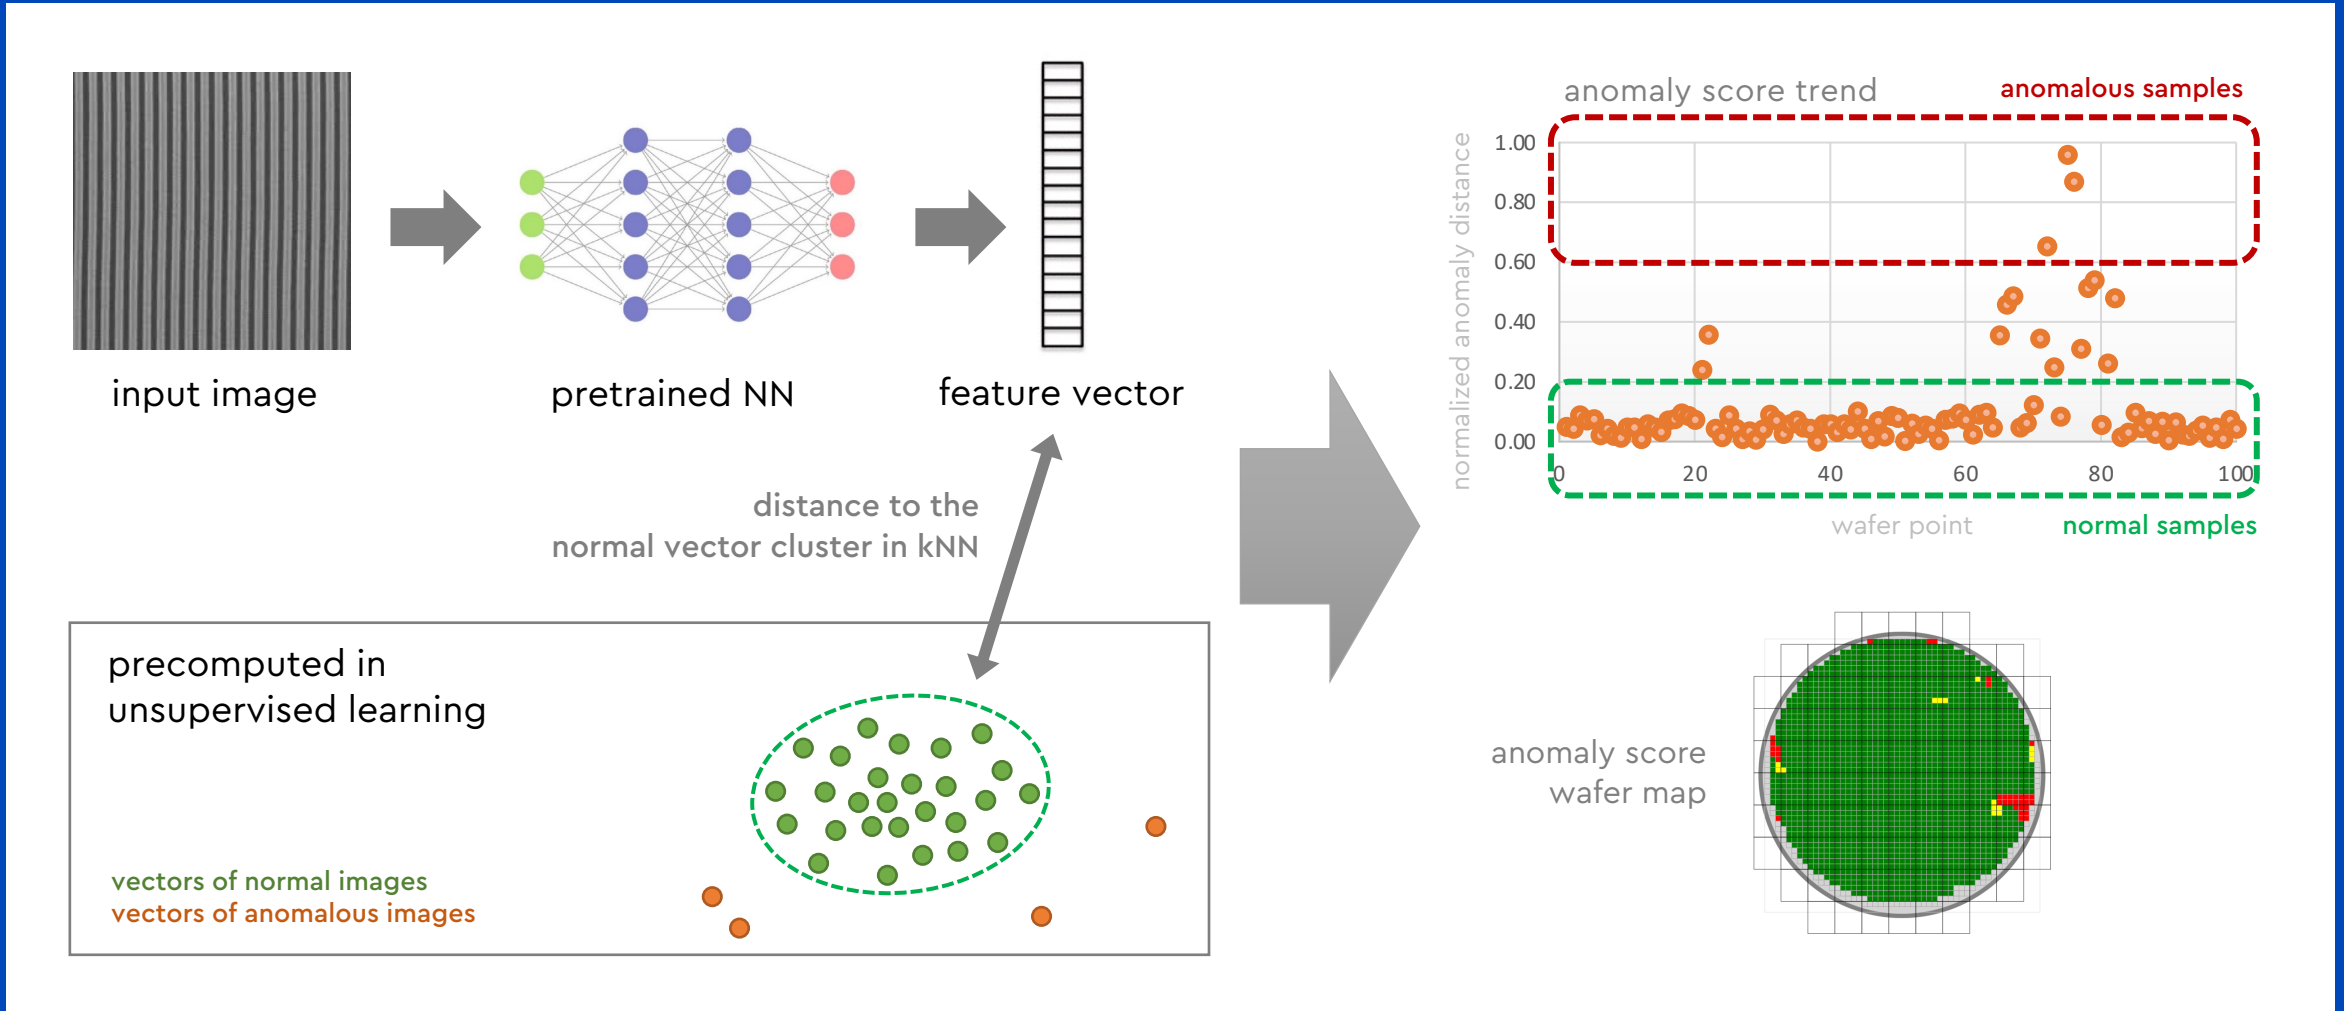 input image
pretrained NN
feature vector
distance to the
normal vector cluster in kNN
precomputed in
unsupervised learning
vectors of normal images
vectors of anomalous images
anomaly score trend
anomalous samples
normalized anomaly distance
1.00
0.80
0.60
0.40
0.20
0.00
0 20 40 60 80 100
wafer point
normal samples
anomaly score
wafer map